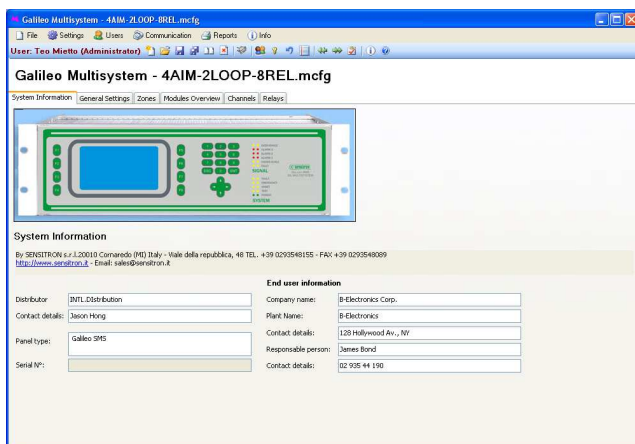 Galileo Multisystem - 4AIM-2LOOP-8REL.mcfg
File Settings Users Communication Reports Info
User: Teo Mietto (Administrator)
Galileo Multisystem - 4AIM-2LOOP-8REL.mcfg
System Information General Settings Zones Modules Overview Channels Relays
SIGNAL
SYSTEM
System Information
By SENSITRON s.r.l.20010 Cornaredo (MI) Italy - Viale della repubblica, 48 TEL. +39 0293548155 - FAX +39 0293548089
http://www.sensitron.it - Email: sales@sensitron.it
End user information
Distributor INTL.DIstribution Company name: B-Electronics Corp.
Contact details: Jason Hong Plant Name: B-Electronics
Contact details: 128 Hollywood Av., NY
Panel type: Galileo SMS Responsable person: James Bond
Serial N°: Contact details: 02 935 44 190